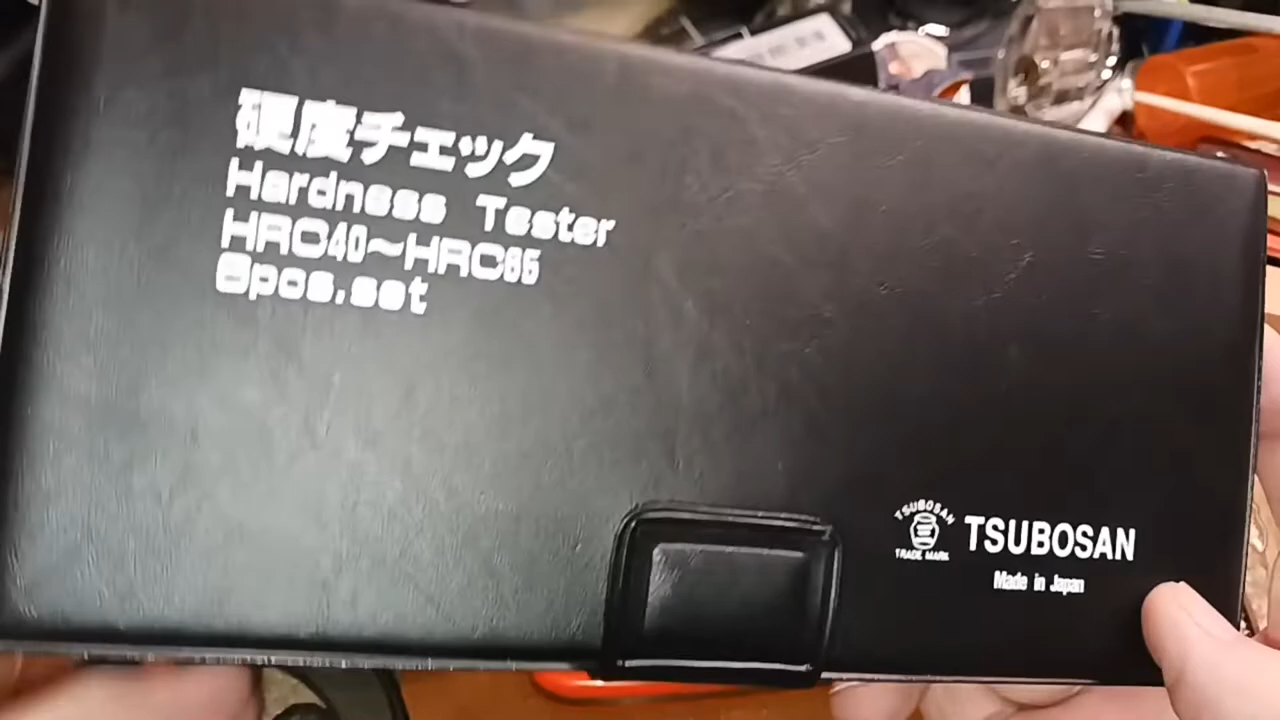 硬度チェック
Hardness Tester
HRC40～HRC65
6pcs.set
TSUBOSAN
TRADE MARK
TSUBOSAN
Made in Japan